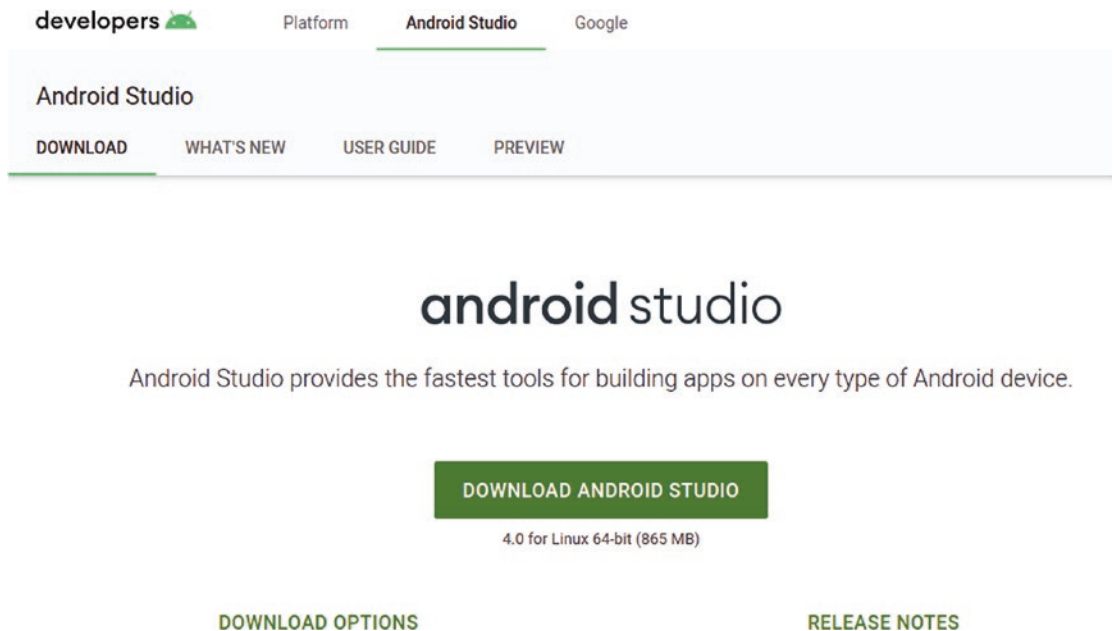 developers Platform Android Studio Google
Android Studio
DOWNLOAD WHAT'S NEW USER GUIDE PREVIEW
android studio
Android Studio provides the fastest tools for building apps on every type of Android device.
DOWNLOAD ANDROID STUDIO
4.0 for Linux 64-bit (865 MB)
DOWNLOAD OPTIONS RELEASE NOTES